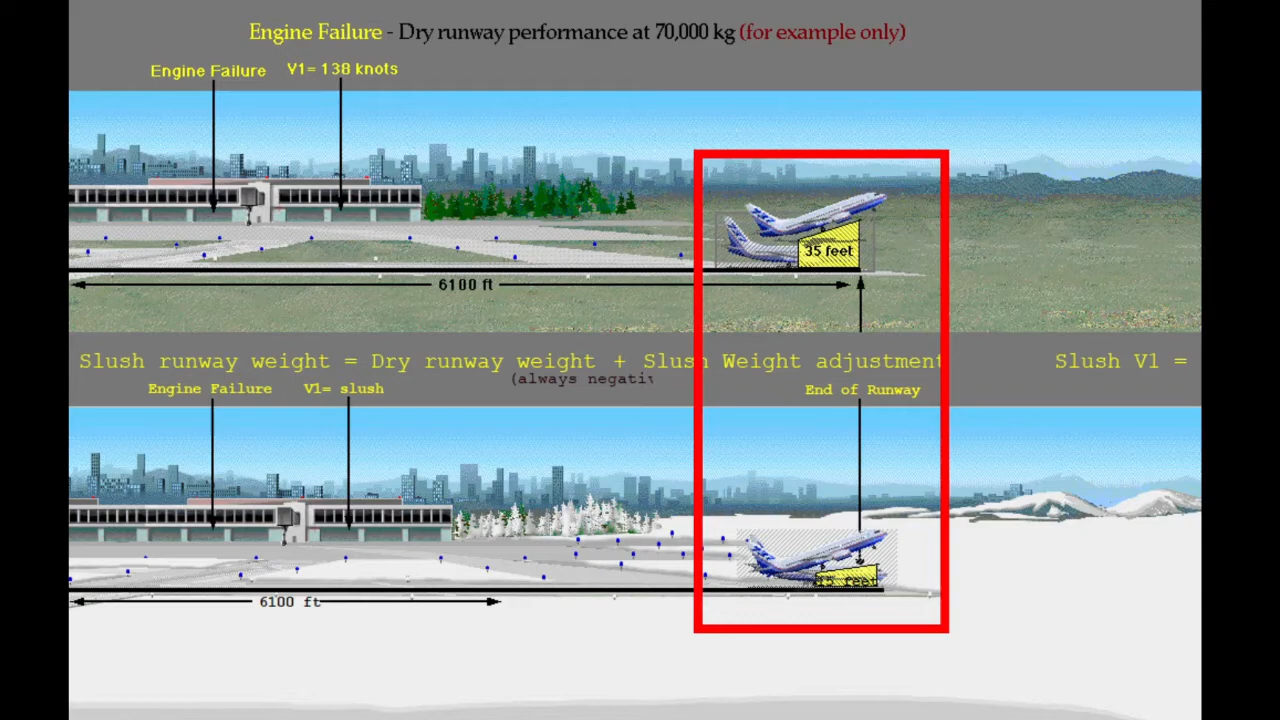 Engine Failure - Dry runway performance at 70,000 kg (for example only)
Engine Failure V1= 138 knots
35 feet
6100 ft
Slush runway weight = Dry runway weight + Slush Weight adjustment Slush V1 =
(always negativ
Engine Failure V1= slush End of Runway
feet
6100 ft